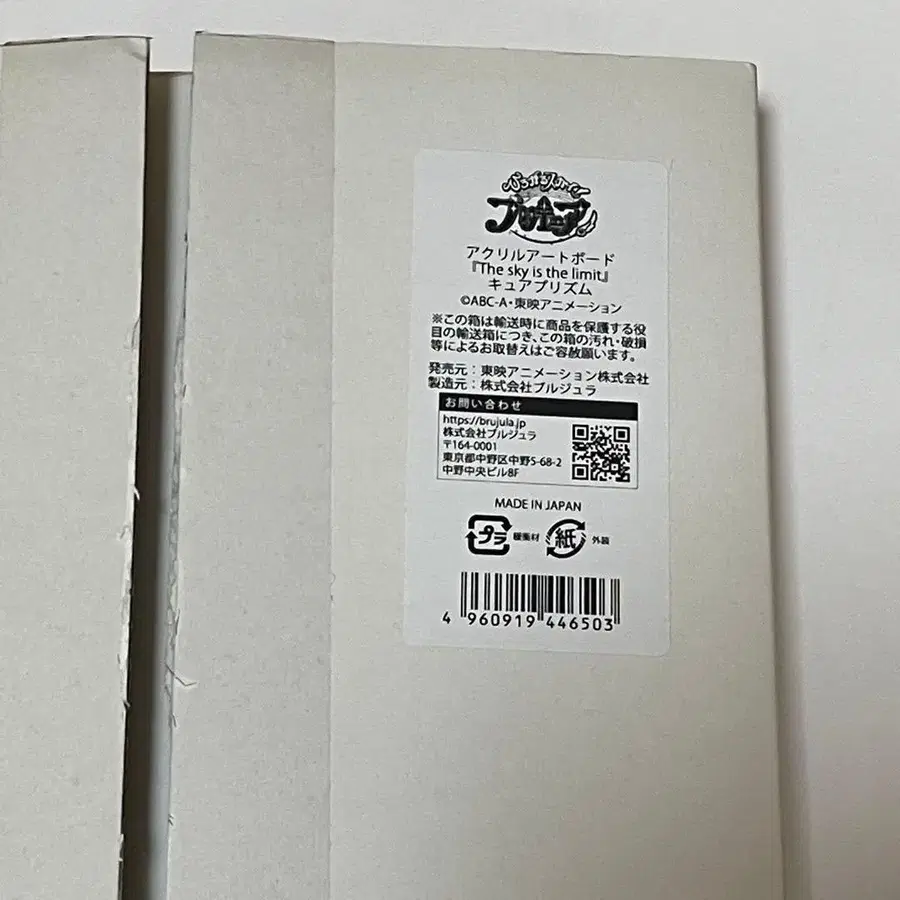 ひろがるスカイ!
プリキュア
アクリルアートボード
『The sky is the limit』
キュアプリズム
©ABC-A・東映アニメーション
※この箱は輸送時に商品を保護する役
目の輸送箱につき、この箱の汚れ・破損
等によるお取替えはご容赦願います。
発売元：東映アニメーション株式会社
製造元：株式会社ブルジュラ
お問い合わせ
https://brujula.jp
株式会社ブルジュラ
〒164-0001
東京都中野区中野5-68-2
中野中央ビル8F
MADE IN JAPAN
プラ 緩衝材 紙 外装
4 960919 446503